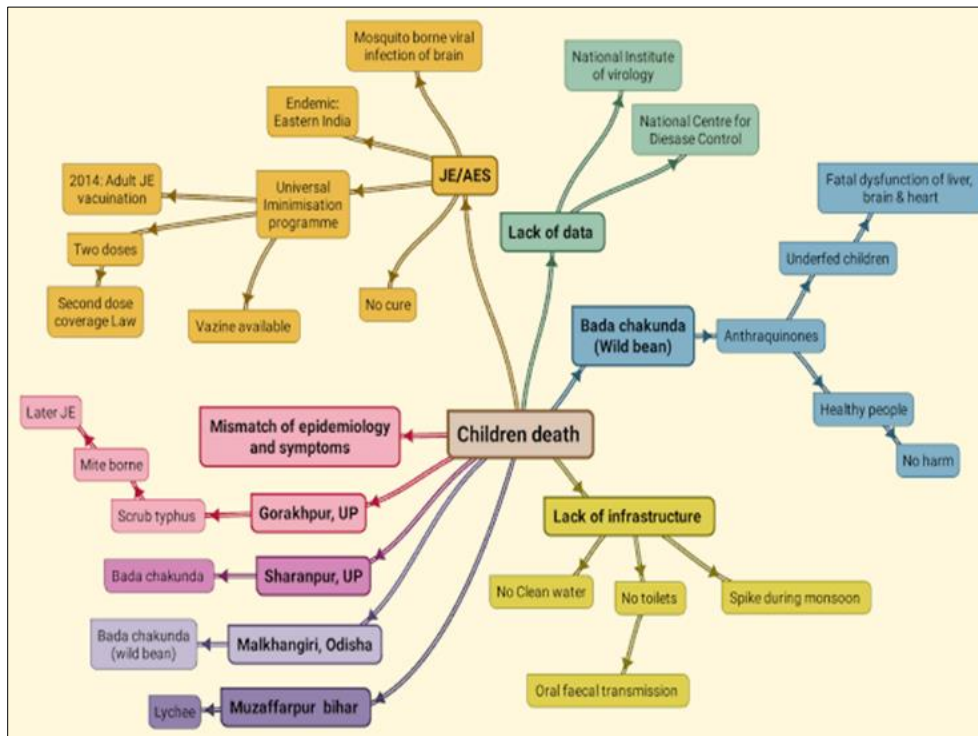 Mosquito borne viral
infection of brain
Endemic:
Eastern India
JE/AES
2014: Adult JE
vacuination
Universal
Iminimisation
programme
Two doses
Second dose
coverage Law
Vazine available
No cure
National Institute
of virology
National Centre for
Diesase Control
Lack of data
Fatal dysfunction of liver,
brain & heart
Underfed children
Bada chakunda
(Wild bean)
Anthraquinones
Healthy people
No harm
Children death
Mismatch of epidemiology
and symptoms
Later JE
Mite borne
Scrub typhus
Gorakhpur, UP
Bada chakunda
Sharanpur, UP
Bada chakunda
(wild bean)
Malkhangiri, Odisha
Lychee
Muzaffarpur bihar
Lack of infrastructure
No Clean water
No toilets
Spike during monsoon
Oral faecal transmission